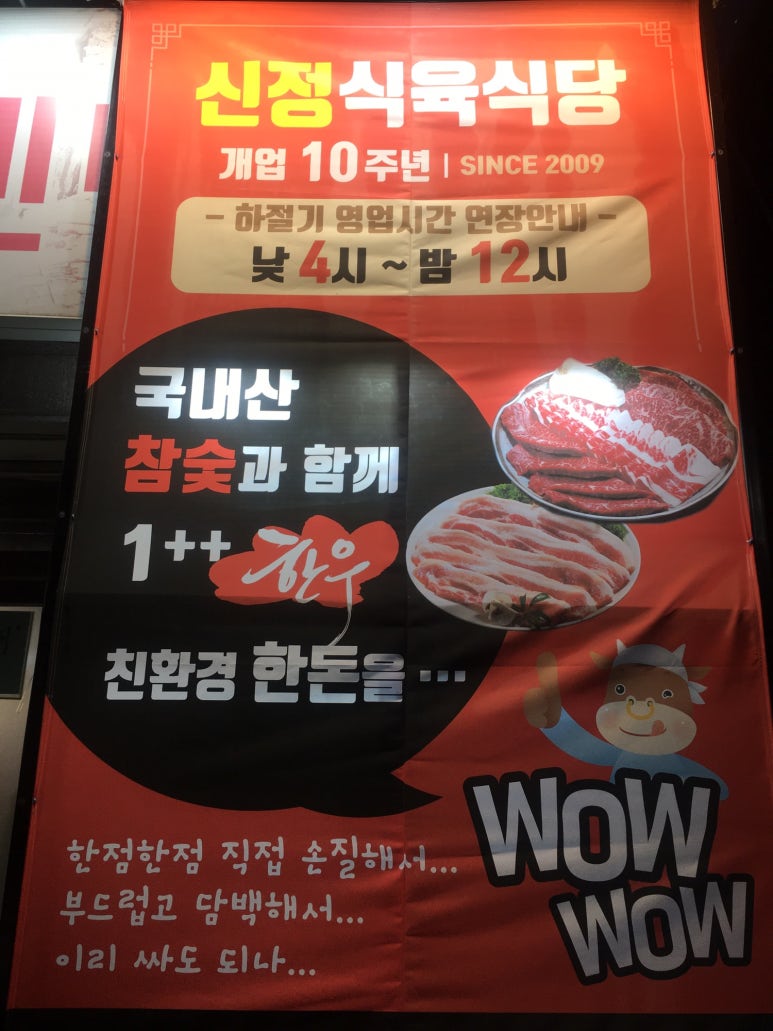 신정식육식당
개업 10주년 | SINCE 2009
- 하절기 영업시간 연장안내 -
낮 4시 ~ 밤 12시
국내산
참숯과 함께
1++ 한우
친환경 한돈을 ...
한점한점 직접 손질해서...
부드럽고 담백해서...
이리 싸도 되나...
WOW
WOW